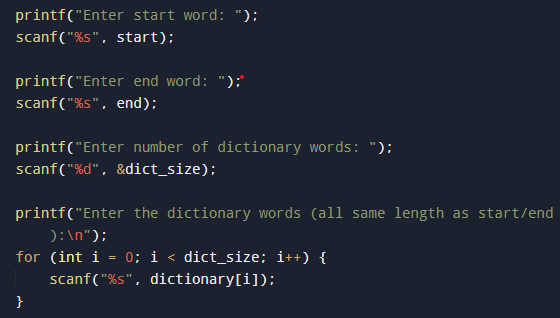 printf("Enter start word: ");
scanf("%s", start);
printf("Enter end word: ");
scanf("%s", end);
printf("Enter number of dictionary words: ");
scanf("%d", &dict_size);
printf("Enter the dictionary words (all same length as start/end
):\n");
for (int i = 0; i < dict_size; i++) {
scanf("%s", dictionary[i]);
}